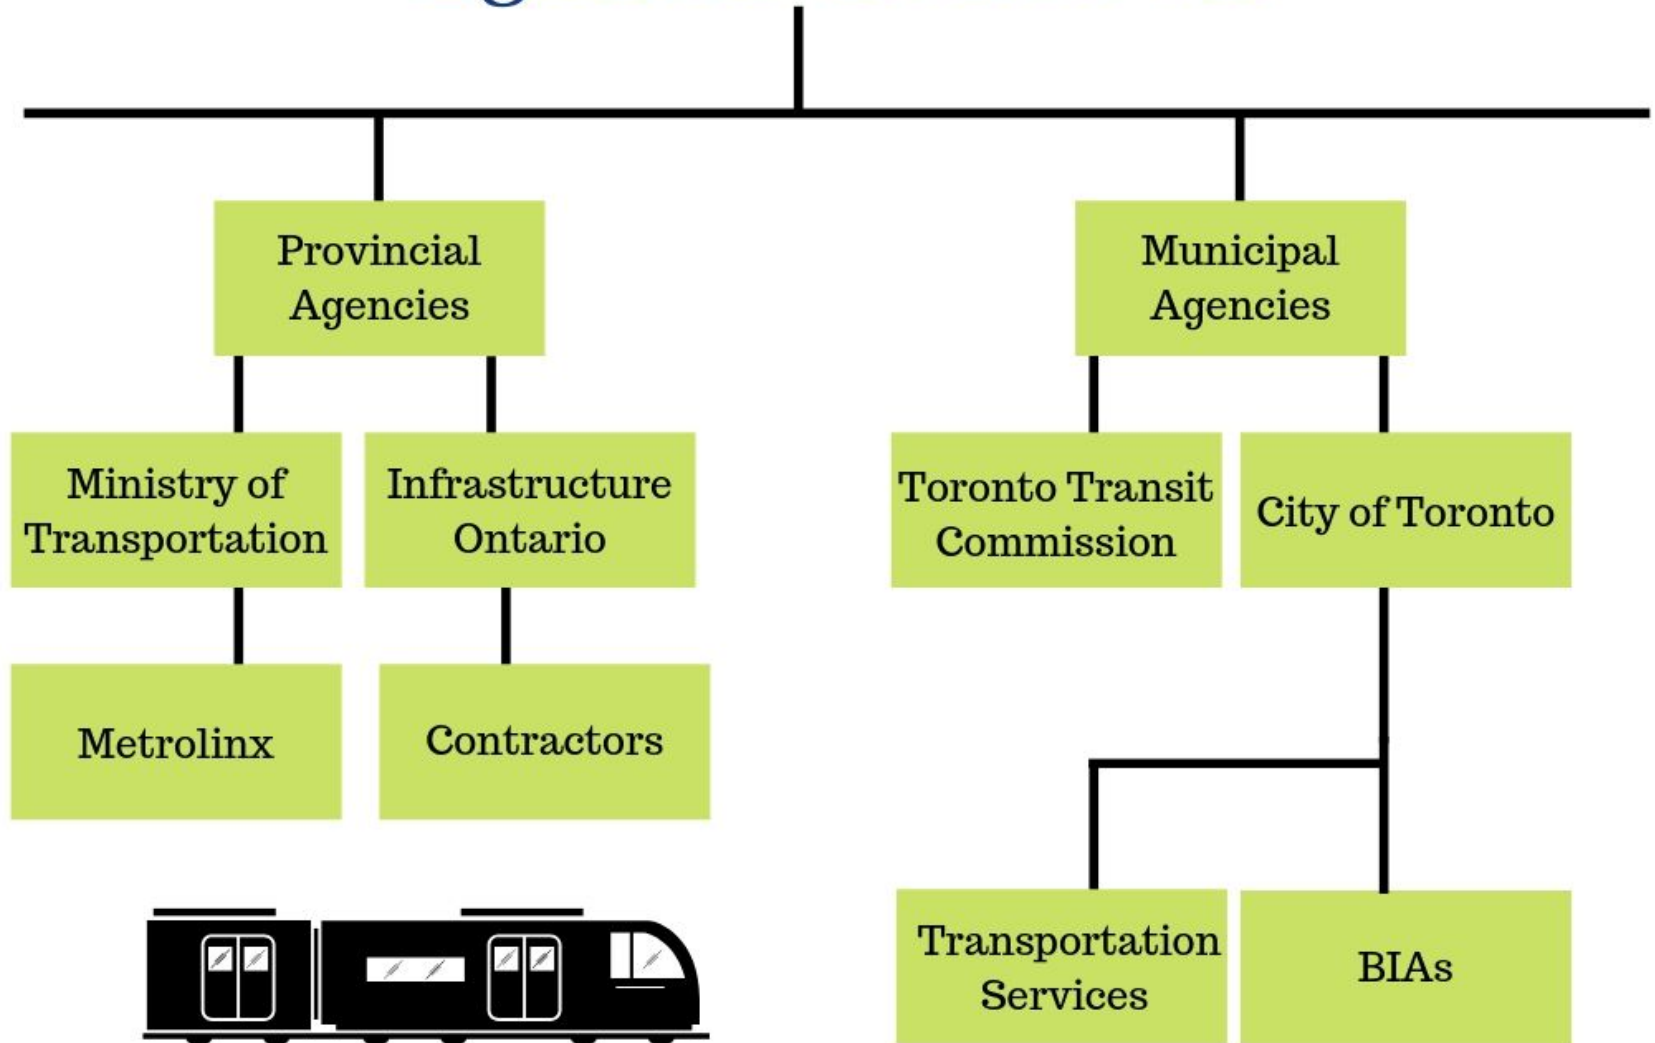 Provincial
Agencies
Municipal
Agencies
Ministry of
Transportation
Infrastructure
Ontario
Toronto Transit
Commission
City of Toronto
Metrolinx
Contractors
Transportation
Services
BIAs